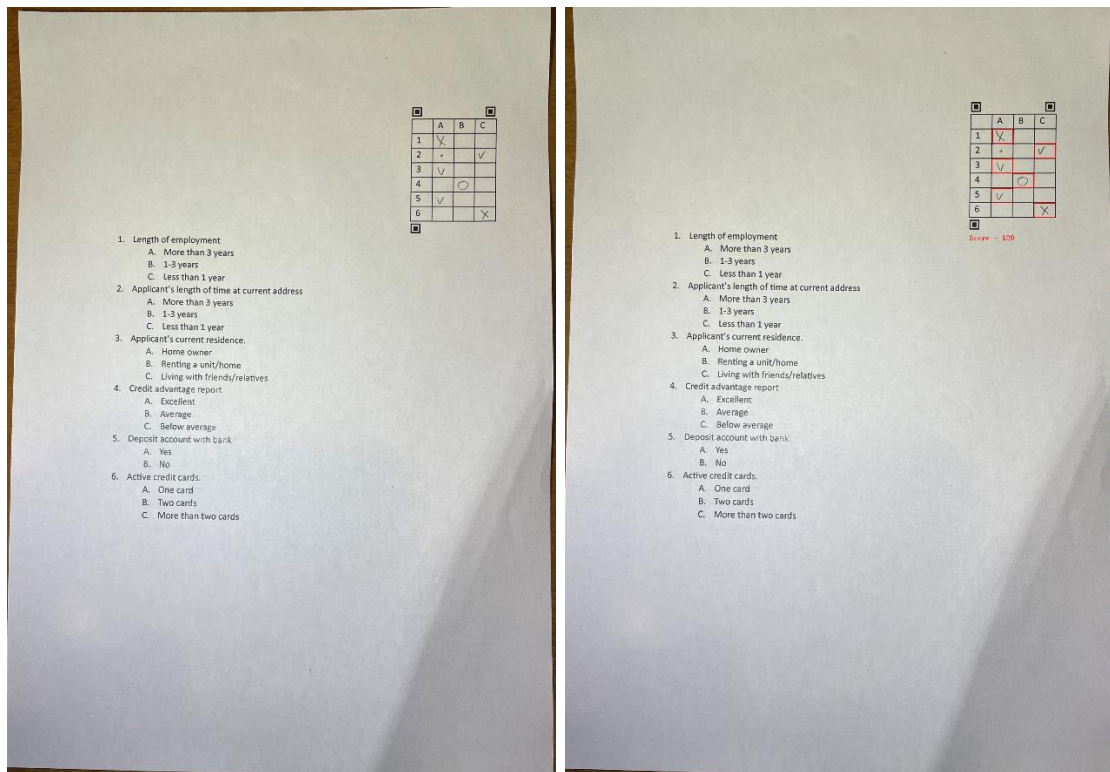 A B C
1 X
2 . √
3 √
4 O
5 √
6 X
1. Length of employment
A. More than 3 years
B. 1-3 years
C. Less than 1 year
2. Applicant's length of time at current address
A. More than 3 years
B. 1-3 years
C. Less than 1 year
3. Applicant's current residence.
A. Home owner
B. Renting a unit/home
C. Living with friends/relatives
4. Credit advantage report
A. Excellent
B. Average
C. Below average
5. Deposit account with bank
A. Yes
B. No
6. Active credit cards.
A. One card
B. Two cards
C. More than two cards
A B C
1 X
2 . √
3 √
4 O
5 √
6 X
Score -
1. Length of employment
A. More than 3 years
B. 1-3 years
C. Less than 1 year
2. Applicant's length of time at current address
A. More than 3 years
B. 1-3 years
C. Less than 1 year
3. Applicant's current residence.
A. Home owner
B. Renting a unit/home
C. Living with friends/relatives
4. Credit advantage report
A. Excellent
B. Average
C. Below average
5. Deposit account with bank
A. Yes
B. No
6. Active credit cards.
A. One card
B. Two cards
C. More than two cards